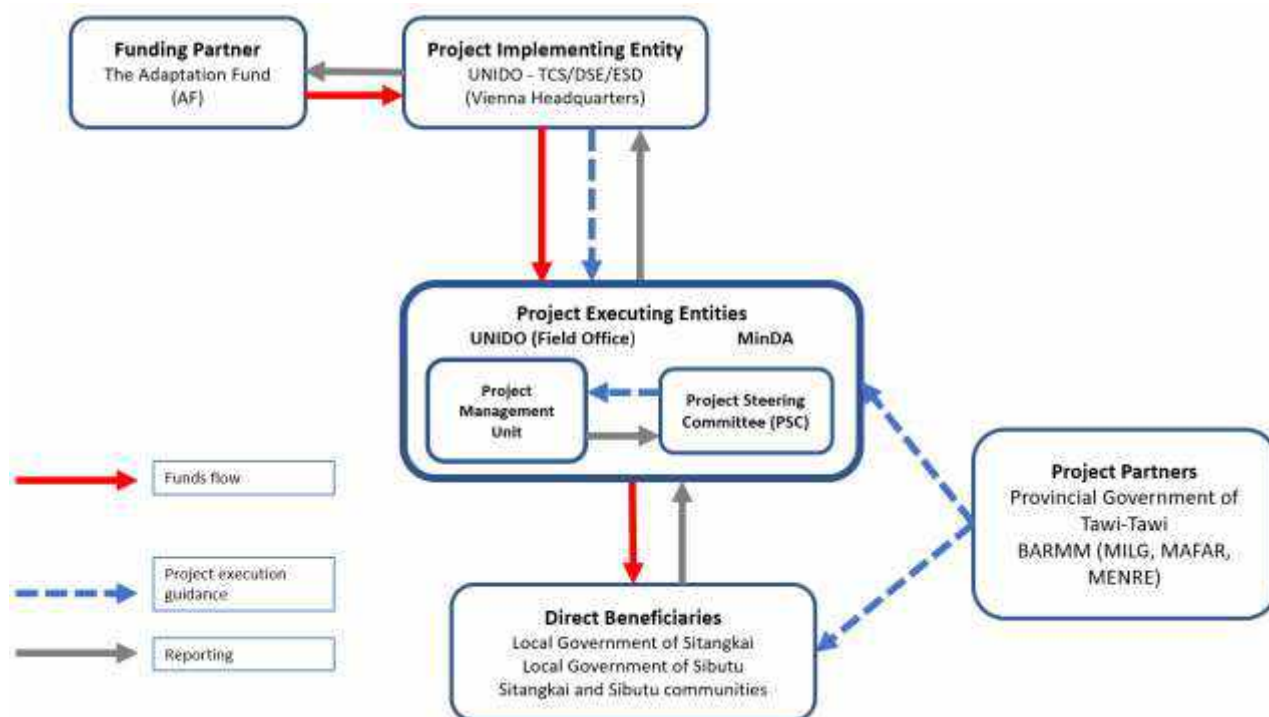 Funding Partner
The Adaptation Fund
(AF)
Project Implementing Entity
UNIDO - TCS/DSE/ESD
(Vienna Headquarters)
Project Executing Entities
UNIDO (Field Office)
MinDA
Project
Management
Unit
Project Steering
Committee (PSC)
Funds flow
Project execution
guidance
Reporting
Project Partners
Provincial Government of
Tawi-Tawi
BARMM (MILG, MAFAR,
MENRE)
Direct Beneficiaries
Local Government of Sitangkai
Local Government of Sibutu
Sitangkai and Sibutu communities